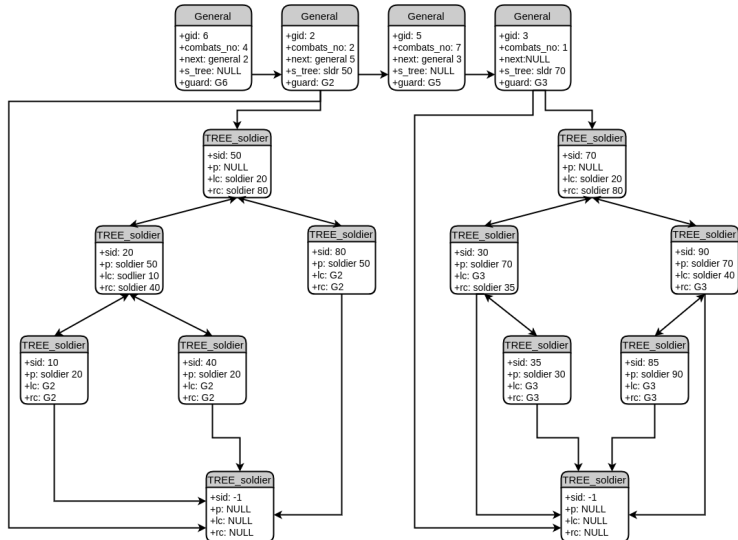 General
+gid: 6
+combats_no: 4
+next: general 2
+s_tree: NULL
+guard: G6
General
+gid: 2
+combats_no: 2
+next: general 5
+s_tree: sldr 50
+guard: G2
General
+gid: 5
+combats_no: 7
+next: general 3
+s_tree: NULL
+guard: G5
General
+gid: 3
+combats_no: 1
+next:NULL
+s_tree: sldr 70
+guard: G3
TREE_soldier
+sid: 50
+p: NULL
+lc: soldier 20
+rc: soldier 80
TREE_soldier
+sid: 70
+p: NULL
+lc: soldier 20
+rc: soldier 80
TREE_soldier
+sid: 20
+p: soldier 50
+lc: sodlier 10
+rc: soldier 40
TREE_soldier
+sid: 80
+p: soldier 50
+lc: G2
+rc: G2
TREE_soldier
+sid: 30
+p: soldier 70
+lc: G3
+rc: soldier 35
TREE_soldier
+sid: 90
+p: soldier 70
+lc: soldier 40
+rc: G3
TREE_soldier
+sid: 10
+p: soldier 20
+lc: G2
+rc: G2
TREE_soldier
+sid: 40
+p: soldier 20
+lc: G2
+rc: G2
TREE_soldier
+sid: 35
+p: soldier 30
+lc: G3
+rc: G3
TREE_soldier
+sid: 85
+p: soldier 90
+lc: G3
+rc: G3
TREE_soldier
+sid: -1
+p: NULL
+lc: NULL
+rc: NULL
TREE_soldier
+sid: -1
+p: NULL
+lc: NULL
+rc: NULL